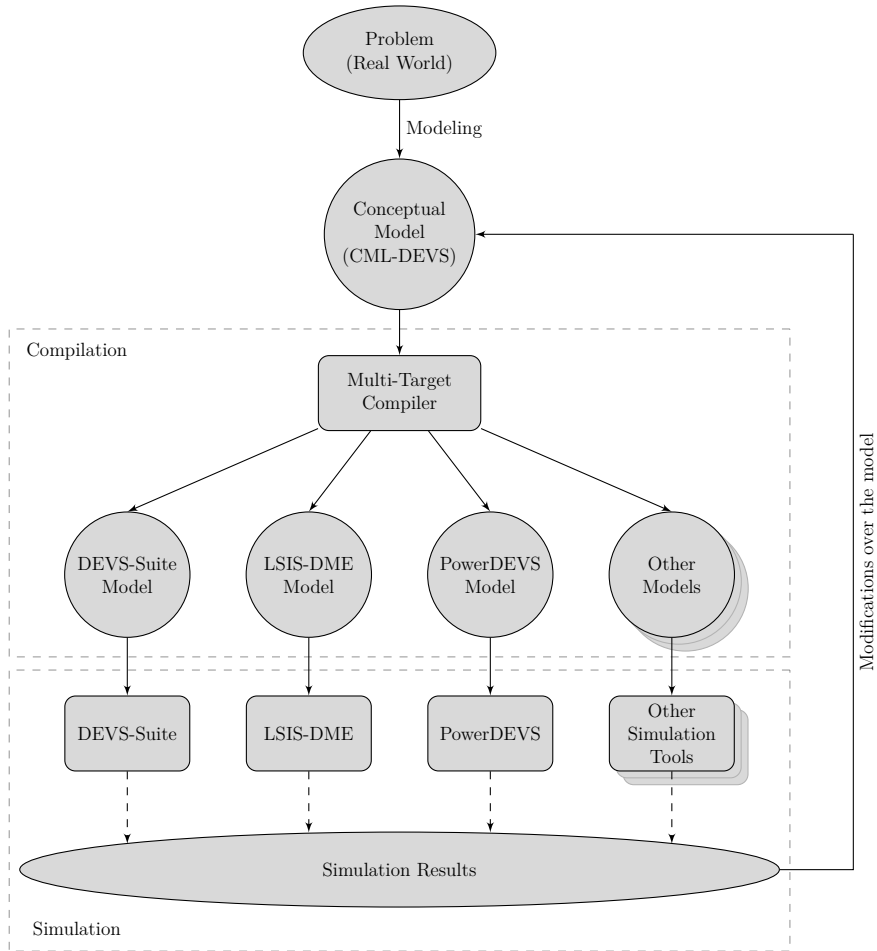 Problem
(Real World)
Modeling
Conceptual
Model
(CML-DEVS)
Compilation
Multi-Target
Compiler
DEVS-Suite
Model
LSIS-DME
Model
PowerDEVS
Model
Other
Models
Modifications over the model
DEVS-Suite
LSIS-DME
PowerDEVS
Other
Simulation
Tools
Simulation Results
Simulation